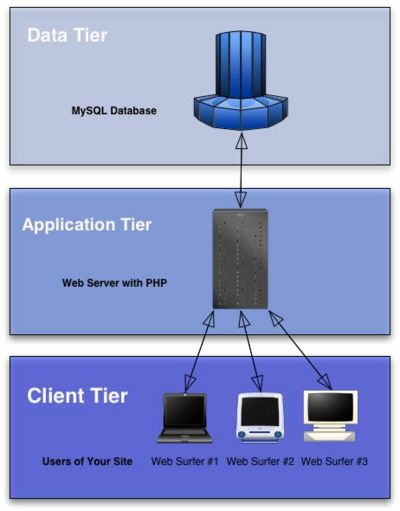 Data Tier
MySQL Database
Application Tier
Web Server with PHP
Client Tier
Users of Your Site
Web Surfer #1
Web Surfer #2
Web Surfer #3